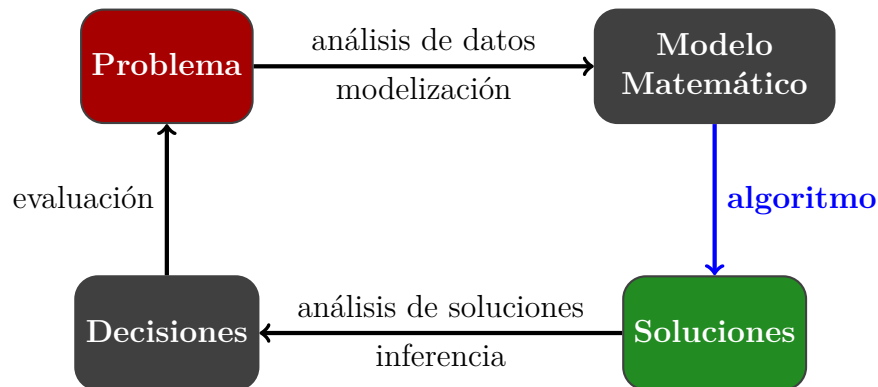 Problema
análisis de datos
modelización
Modelo
Matemático
evaluación
algoritmo
Decisiones
análisis de soluciones
inferencia
Soluciones